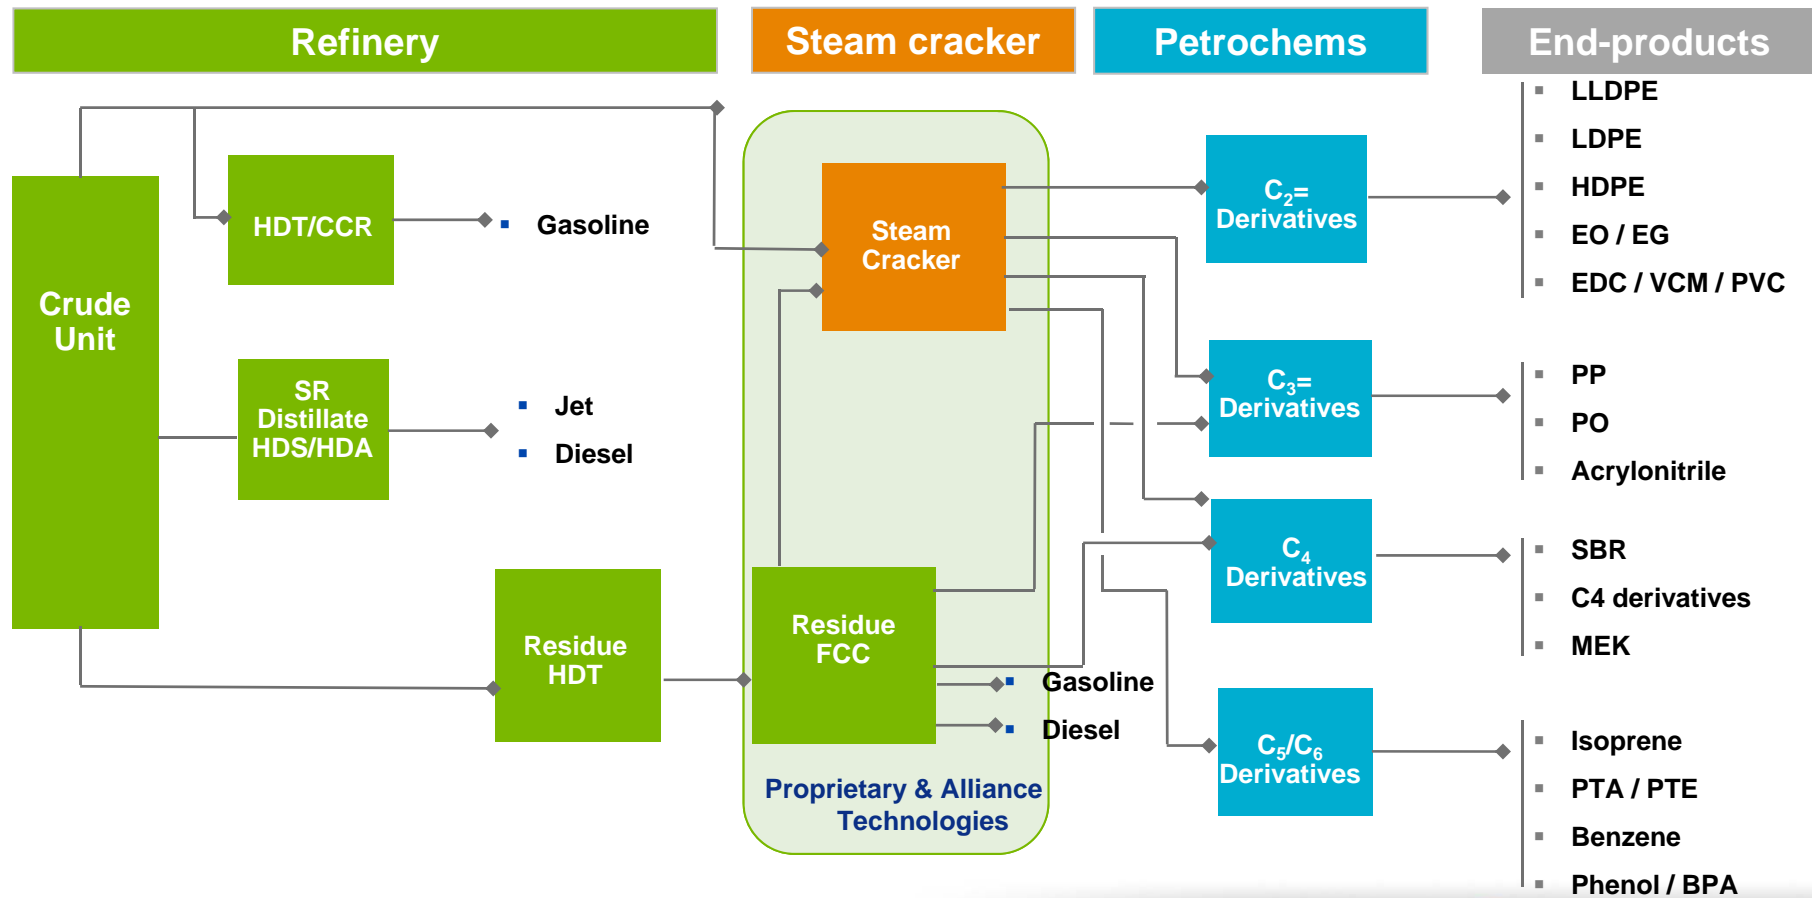 Refinery
Steam cracker
Petrochems
End-products
Crude
Unit
HDT/CCR
Gasoline
SR
Distillate
HDS/HDA
Jet
Diesel
Residue
HDT
Steam
Cracker
Residue
FCC
Gasoline
Diesel
Proprietary & Alliance
Technologies
C2=
Derivatives
C3=
Derivatives
C4
Derivatives
C5/C6
Derivatives
LLDPE
LDPE
HDPE
EO / EG
EDC / VCM / PVC
PP
PO
Acrylonitrile
SBR
C4 derivatives
MEK
Isoprene
PTA / PTE
Benzene
Phenol / BPA